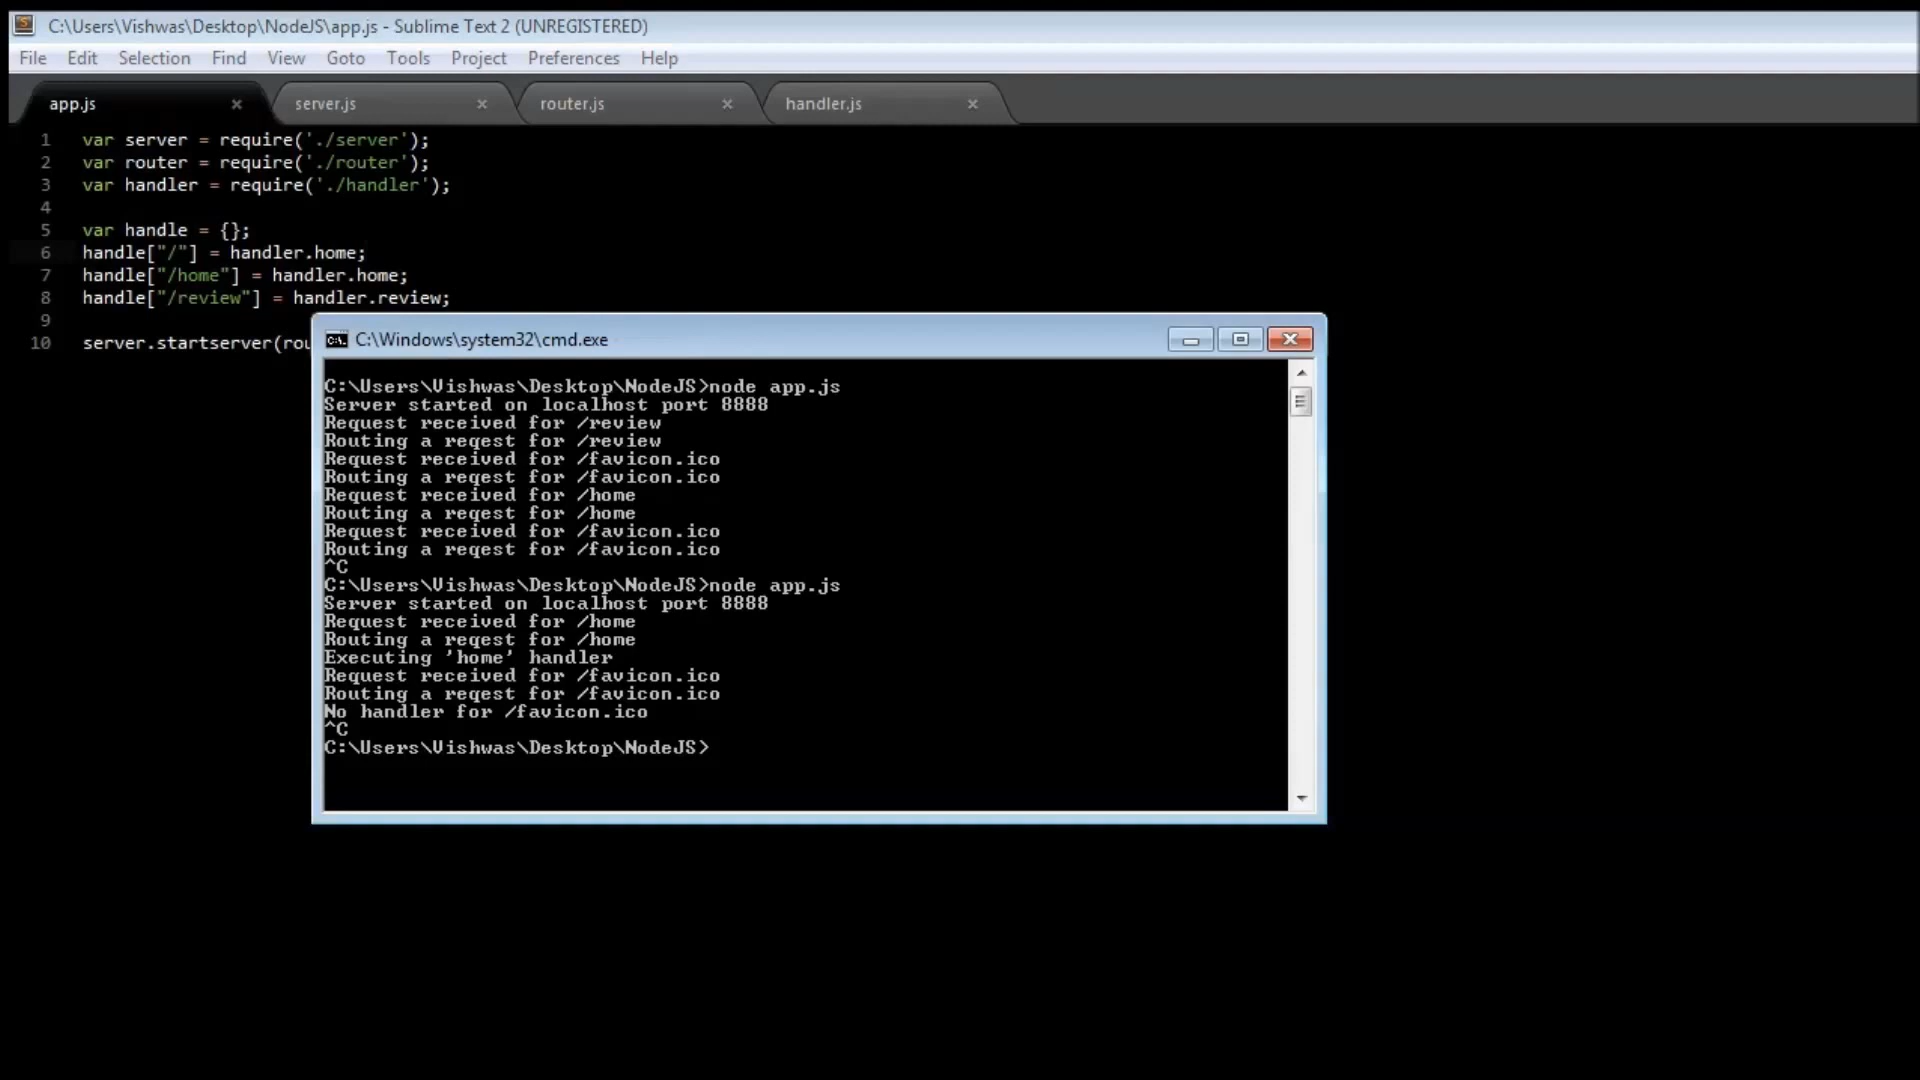 C:\Users\Vishwas\Desktop\NodeJS\app.js - Sublime Text 2 (UNREGISTERED)
File Edit Selection Find View Goto Tools Project Preferences Help
app.js × server.js × router.js × handler.js ×
1 var server = require('./server');
2 var router = require('./router');
3 var handler = require('./handler');
4
5 var handle = {};
6 handle["/"] = handler.home;
7 handle["/home"] = handler.home;
8 handle["/review"] = handler.review;
9
10 server.startserver(rou
C:\Windows\system32\cmd.exe
C:\Users\Vishwas\Desktop\NodeJS>node app.js
Server started on localhost port 8888
Request received for /review
Routing a reqest for /review
Request received for /favicon.ico
Routing a reqest for /favicon.ico
Request received for /home
Routing a reqest for /home
Request received for /favicon.ico
Routing a reqest for /favicon.ico
^C
C:\Users\Vishwas\Desktop\NodeJS>node app.js
Server started on localhost port 8888
Request received for /home
Routing a reqest for /home
Executing 'home' handler
Request received for /favicon.ico
Routing a reqest for /favicon.ico
No handler for /favicon.ico
^C
C:\Users\Vishwas\Desktop\NodeJS>